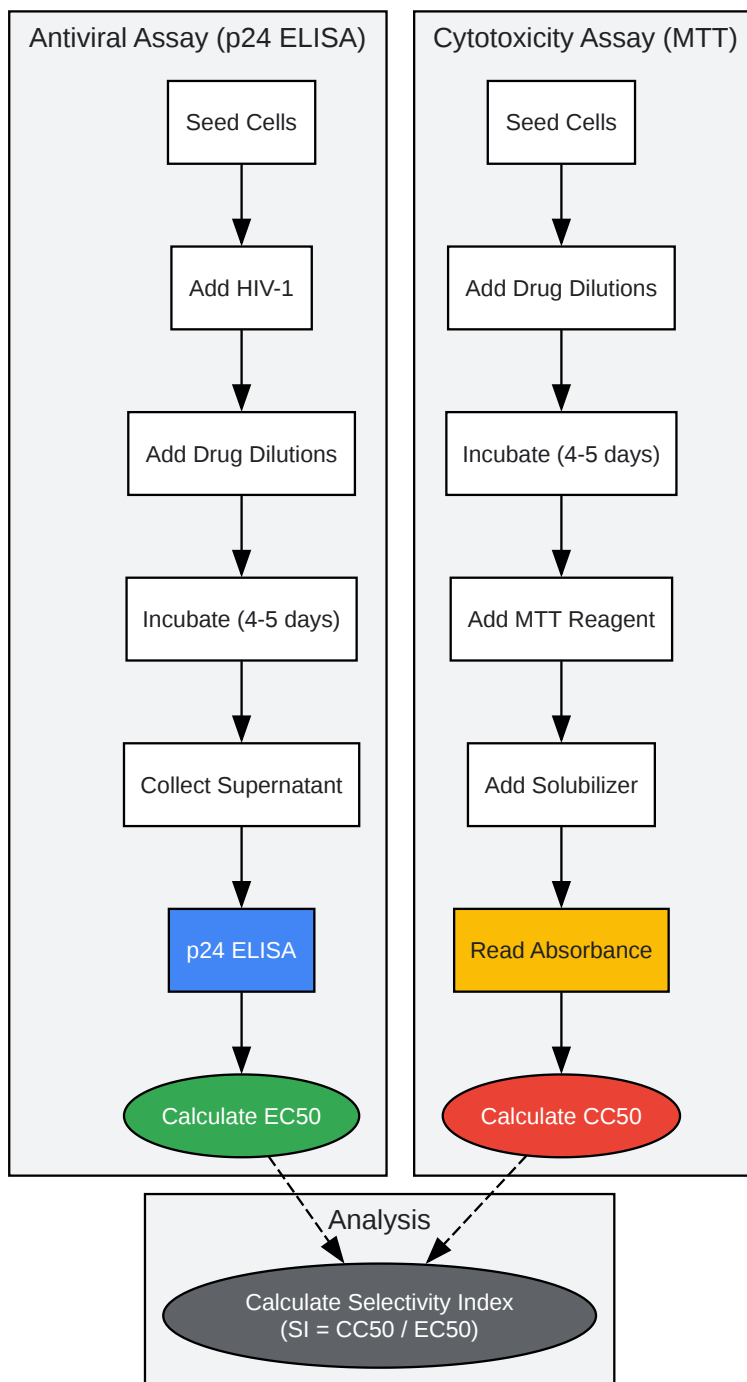 Antiviral Assay (p24 ELISA)
Seed Cells
Add HIV-1
Add Drug Dilutions
Incubate (4-5 days)
Collect Supernatant
p24 ELISA
Calculate EC50
Cytotoxicity Assay (MTT)
Seed Cells
Add Drug Dilutions
Incubate (4-5 days)
Add MTT Reagent
Add Solubilizer
Read Absorbance
Calculate CC50
Analysis
Calculate Selectivity Index
(SI = CC50 / EC50)